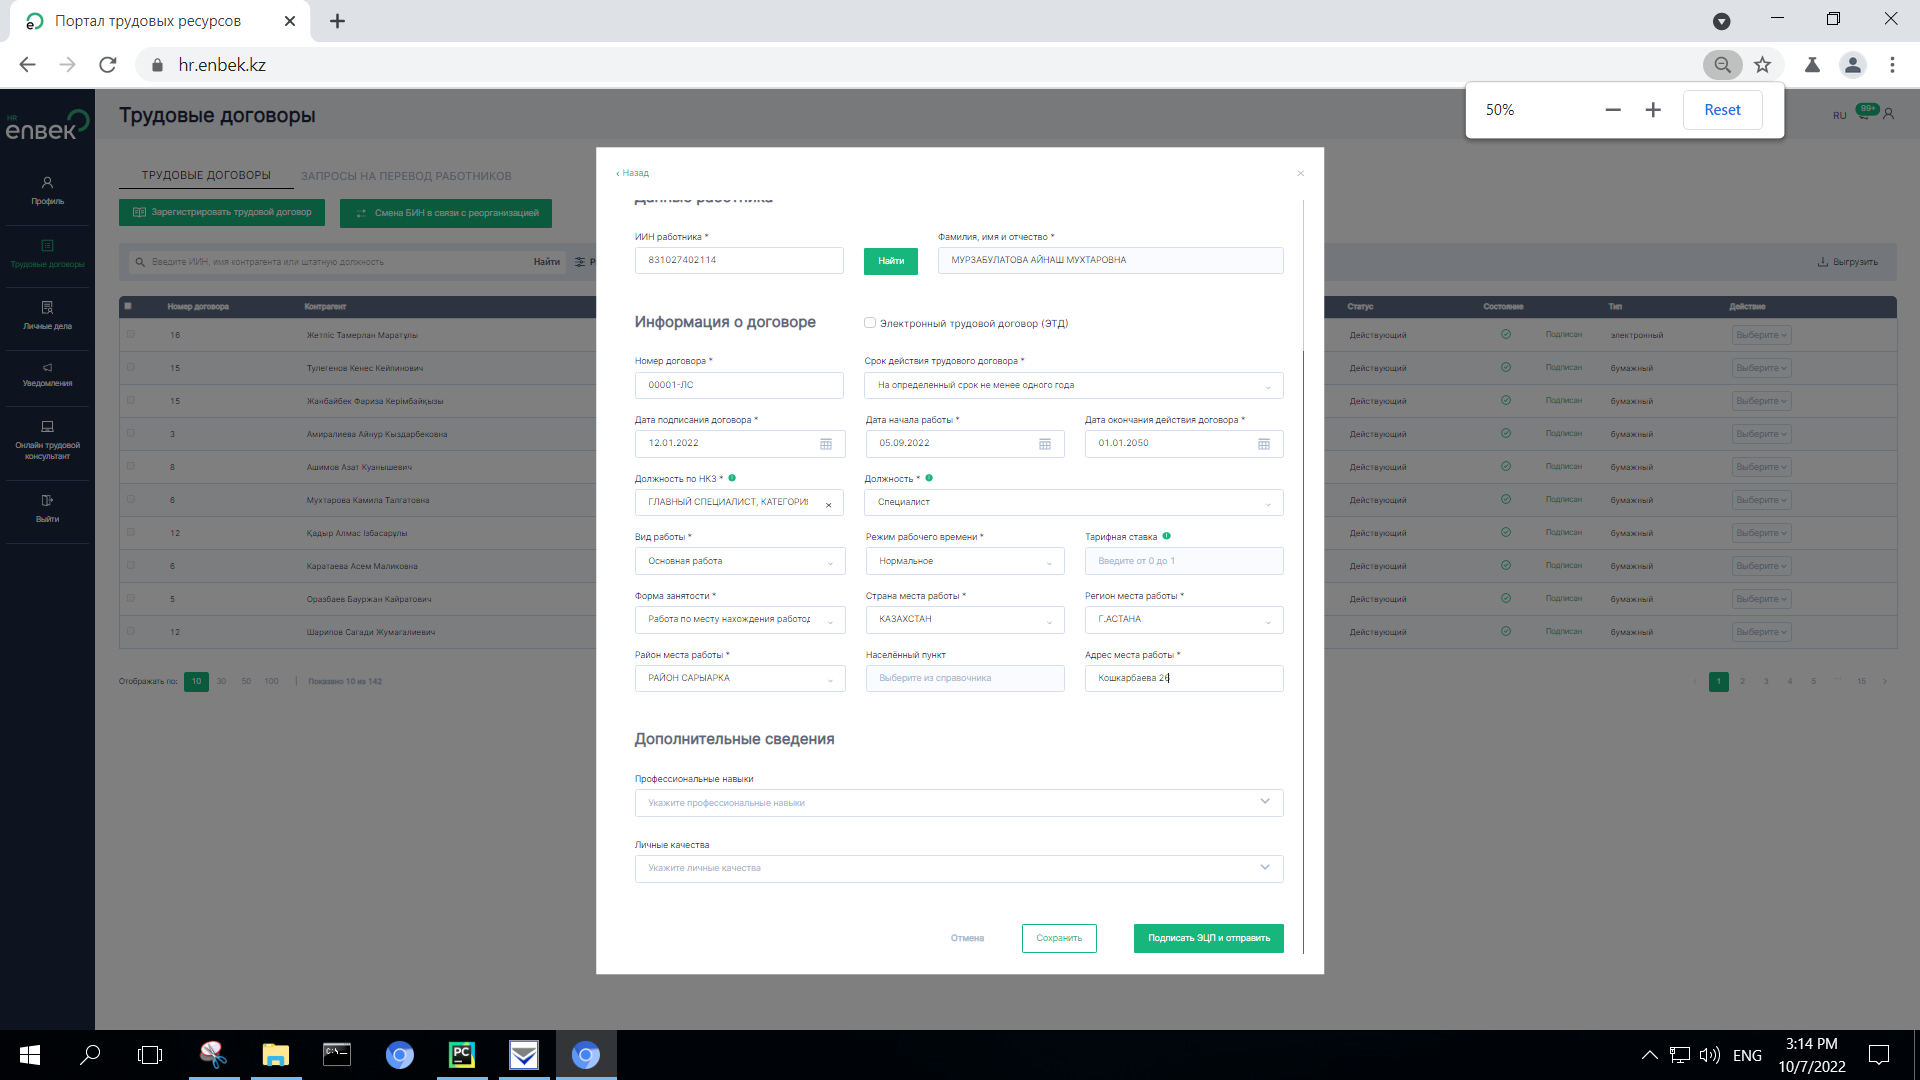 Портал трудовых ресурсов
hr.enbek.kz
50%
Reset
HR
enbek
Трудовые договоры
RU
99+
Профиль
Трудовые договоры
Личные дела
Уведомления
Онлайн трудовой
консультант
Выйти
ТРУДОВЫЕ ДОГОВОРЫ
ЗАПРОСЫ НА ПЕРЕВОД РАБОТНИКОВ
Зарегистрировать трудовой договор
Смена БИН в связи с реорганизацией
Введите ИИН, имя контрагента или штатную должность
Найти
Р
Выгрузить
Номер договора Контрагент Статус Состояние Тип Действие
16 Жетпіс Тамерлан Маратұлы Действующий Подписан электронный Выберите
15 Тулегенов Кенес Кейпинович Действующий Подписан бумажный Выберите
15 Жанбайбек Фариза Керімбайқызы Действующий Подписан бумажный Выберите
3 Амиралиева Айнур Кыздарбековна Действующий Подписан бумажный Выберите
8 Ашимов Азат Куанышевич Действующий Подписан бумажный Выберите
6 Мухтарова Камила Талгатовна Действующий Подписан бумажный Выберите
12 Қадыр Алмас Ізбасарұлы Действующий Подписан бумажный Выберите
6 Каратаева Асем Маликовна Действующий Подписан бумажный Выберите
5 Оразбаев Бауржан Кайратович Действующий Подписан бумажный Выберите
12 Шарипов Сагади Жумагалиевич Действующий Подписан бумажный Выберите
Отображать по: 10 30 50 100 | Показано 10 из 142
‹ 1 2 3 4 5 ... 15 ›
‹ Назад
Данные работника
ИИН работника *
831027402114
Найти
Фамилия, имя и отчество *
МУРЗАБУЛАТОВА АЙНАШ МУХТАРОВНА
Информация о договоре
Электронный трудовой договор (ЭТД)
Номер договора * Срок действия трудового договора *
00001-ЛС На определенный срок не менее одного года
Дата подписания договора * Дата начала работы * Дата окончания действия договора *
12.01.2022 05.09.2022 01.01.2050
Должность по НКЗ * Должность *
ГЛАВНЫЙ СПЕЦИАЛИСТ, КАТЕГОРИ Специалист
Вид работы * Режим рабочего времени * Тарифная ставка
Основная работа Нормальное Введите от 0 до 1
Форма занятости * Страна места работы * Регион места работы *
Работа по месту нахождения работод КАЗАХСТАН Г.АСТАНА
Район места работы * Населённый пункт Адрес места работы *
РАЙОН САРЫАРКА Выберите из справочника Кошкарбаева 26
Дополнительные сведения
Профессиональные навыки
Укажите профессиональные навыки
Личные качества
Укажите личные качества
Отмена
Сохранить
Подписать ЭЦП и отправить
ENG
3:14 PM
10/7/2022